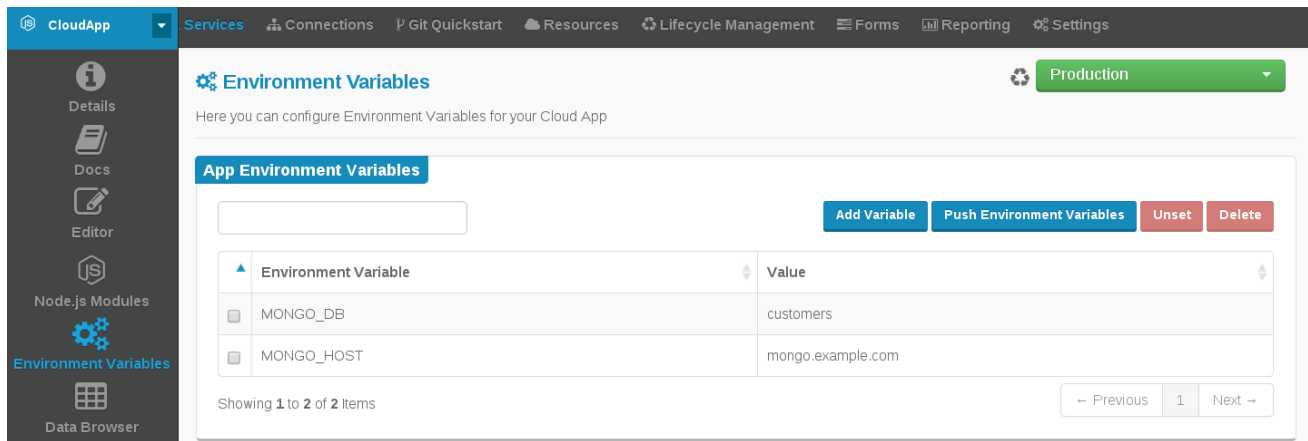 CloudApp
Services Connections Git Quickstart Resources Lifecycle Management Forms Reporting Settings
Details
Docs
Editor
Node.js Modules
Environment Variables
Data Browser
Environment Variables
Production
Here you can configure Environment Variables for your Cloud App
App Environment Variables
Add Variable Push Environment Variables Unset Delete
Environment Variable Value
MONGO_DB customers
MONGO_HOST mongo.example.com
Showing 1 to 2 of 2 Items
← Previous 1 Next →